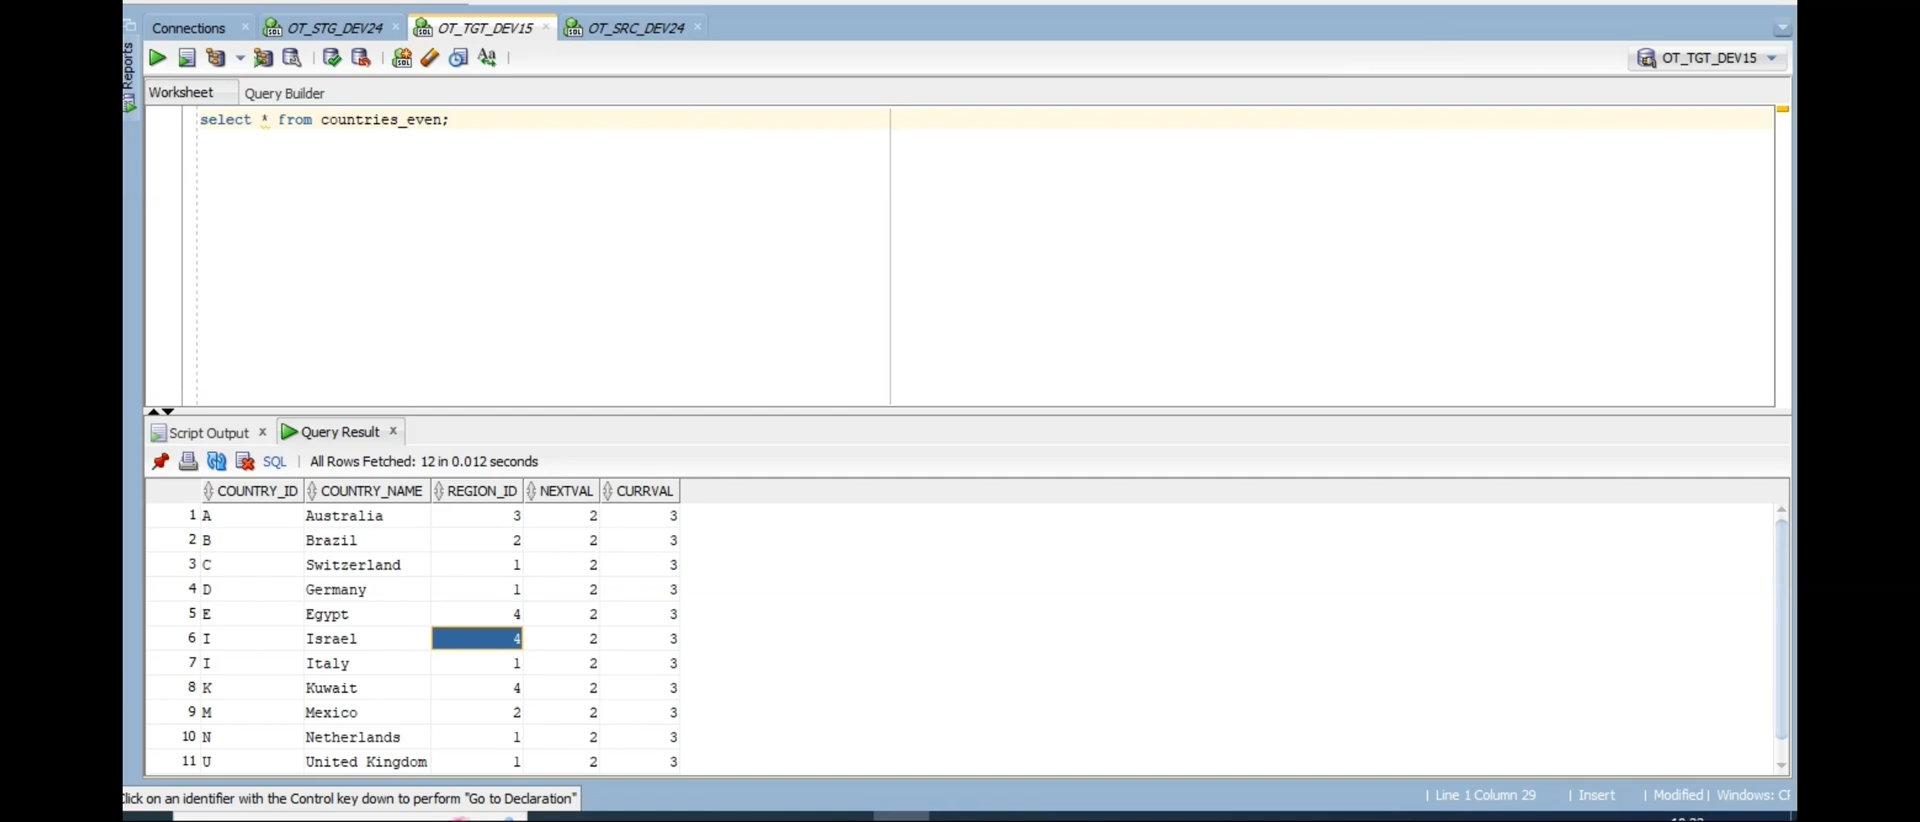 Connections OT_STG_DEV24 OT_TGT_DEV15 OT_SRC_DEV24
Reports
OT_TGT_DEV15
Worksheet Query Builder
select * from countries_even;
Script Output Query Result
SQL All Rows Fetched: 12 in 0.012 seconds
COUNTRY_ID COUNTRY_NAME REGION_ID NEXTVAL CURRVAL
1 A Australia 3 2 3
2 B Brazil 2 2 3
3 C Switzerland 1 2 3
4 D Germany 1 2 3
5 E Egypt 4 2 3
6 I Israel 4 2 3
7 I Italy 1 2 3
8 K Kuwait 4 2 3
9 M Mexico 2 2 3
10 N Netherlands 1 2 3
11 U United Kingdom 1 2 3
Click on an identifier with the Control key down to perform "Go to Declaration"
| Line 1 Column 29 | Insert | Modified | Windows: